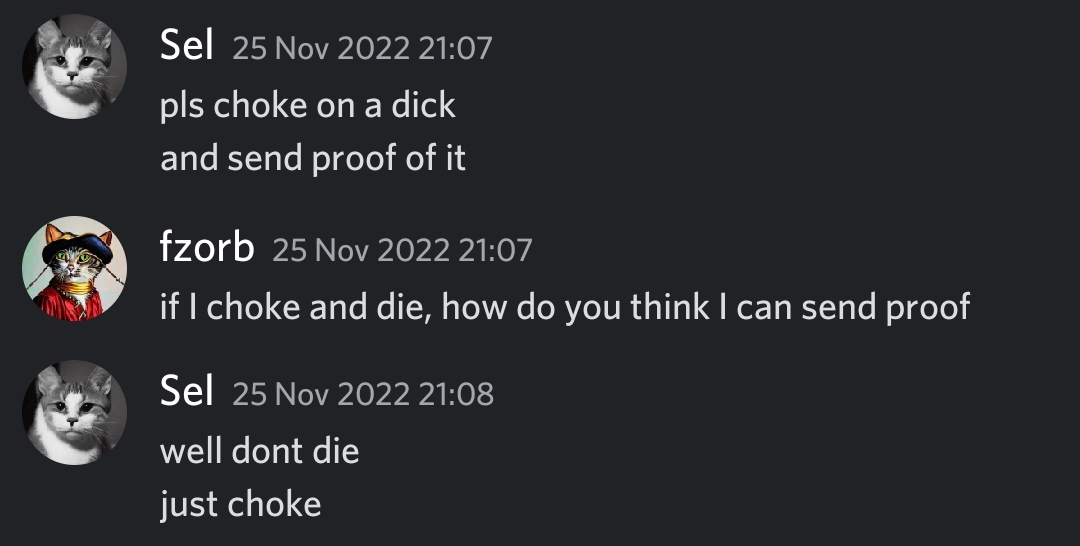 Sel 25 Nov 2022 21:07
pls choke on a dick
and send proof of it
fzorb 25 Nov 2022 21:07
if I choke and die, how do you think I can send proof
Sel 25 Nov 2022 21:08
well dont die
just choke